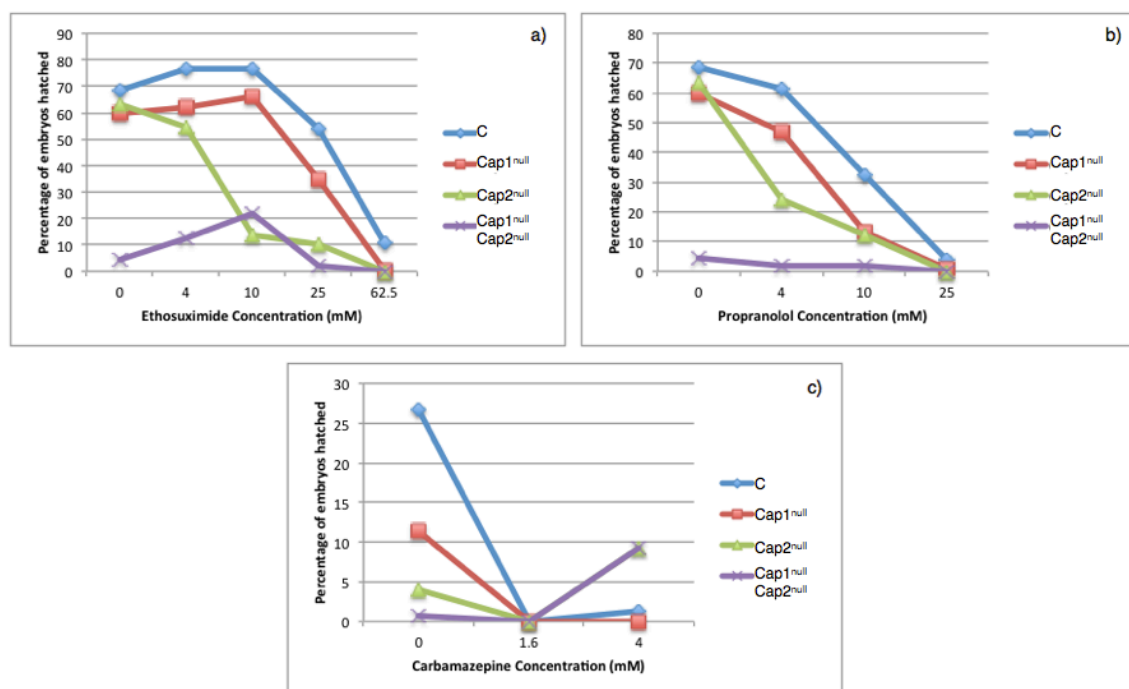 a)
Percentage of embryos hatched
90
80
70
60
50
40
30
20
10
0
0 4 10 25 62.5
Ethosuximide Concentration (mM)
C
Cap1null
Cap2null
Cap1
Cap2null
b)
Percentage of embryos hatched
80
70
60
50
40
30
20
10
0
0 4 10 25
Propranolol Concentration (mM)
C
Cap1null
Cap2null
Cap1
Cap2null
c)
Percentage of embryos hatched
30
25
20
15
10
5
0
0 1.6 4
Carbamazepine Concentration (mM)
C
Cap1null
Cap2null
Cap1null
Cap2null